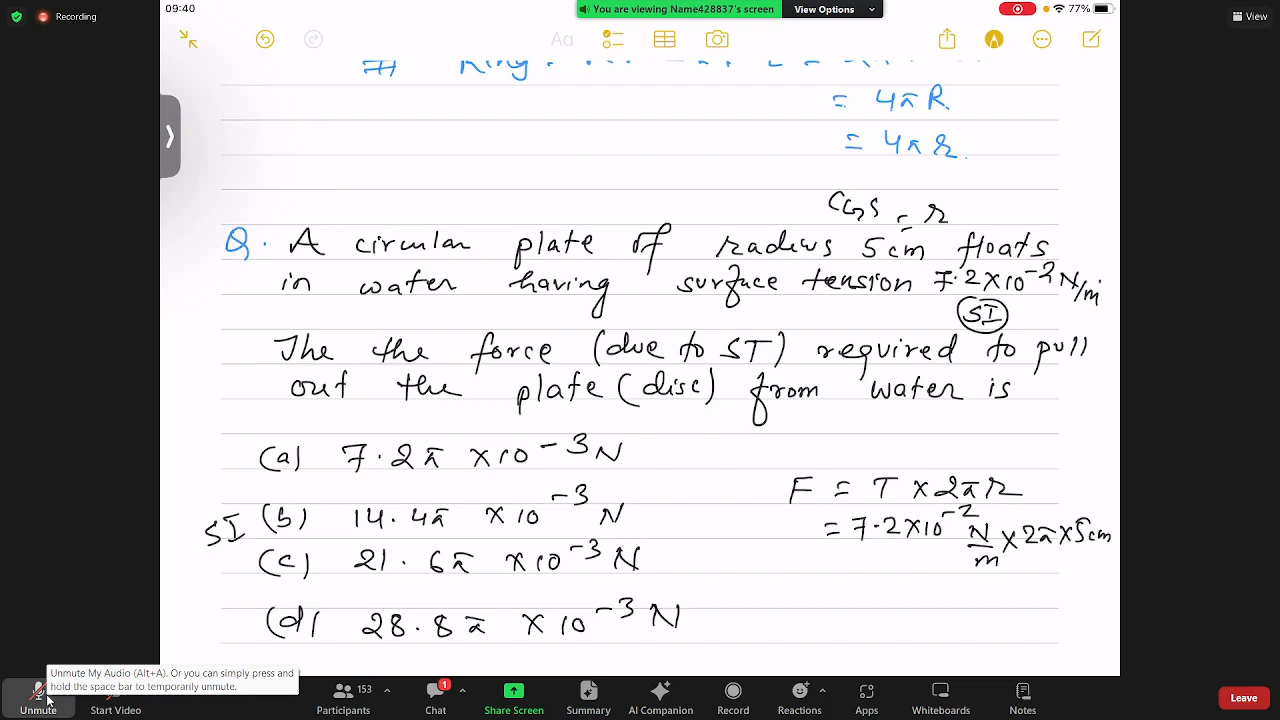 09:40
Recording
You are viewing Name428837's screen
View Options
77%
View
Aa
Ring
= 4πR.
= 4πr.
CGS = r
Q. A circular plate of radius 5cm floats
in water having surface tension 7.2×10⁻² N/m
SI
The the force (due to ST) required to pull
out the plate (disc) from water is
(a) 7.2π ×10⁻³ N
F = T × 2πr
SI (b) 14.4π ×10⁻³ N
= 7.2×10⁻² N/m × 2π×5cm
(c) 21.6π ×10⁻³ N
(d) 28.8π ×10⁻³ N
Unmute My Audio (Alt+A). Or you can simply press and
hold the space bar to temporarily unmute.
153
1
Unmute
Start Video
Participants
Chat
Share Screen
Summary
AI Companion
Record
Reactions
Apps
Whiteboards
Notes
Leave